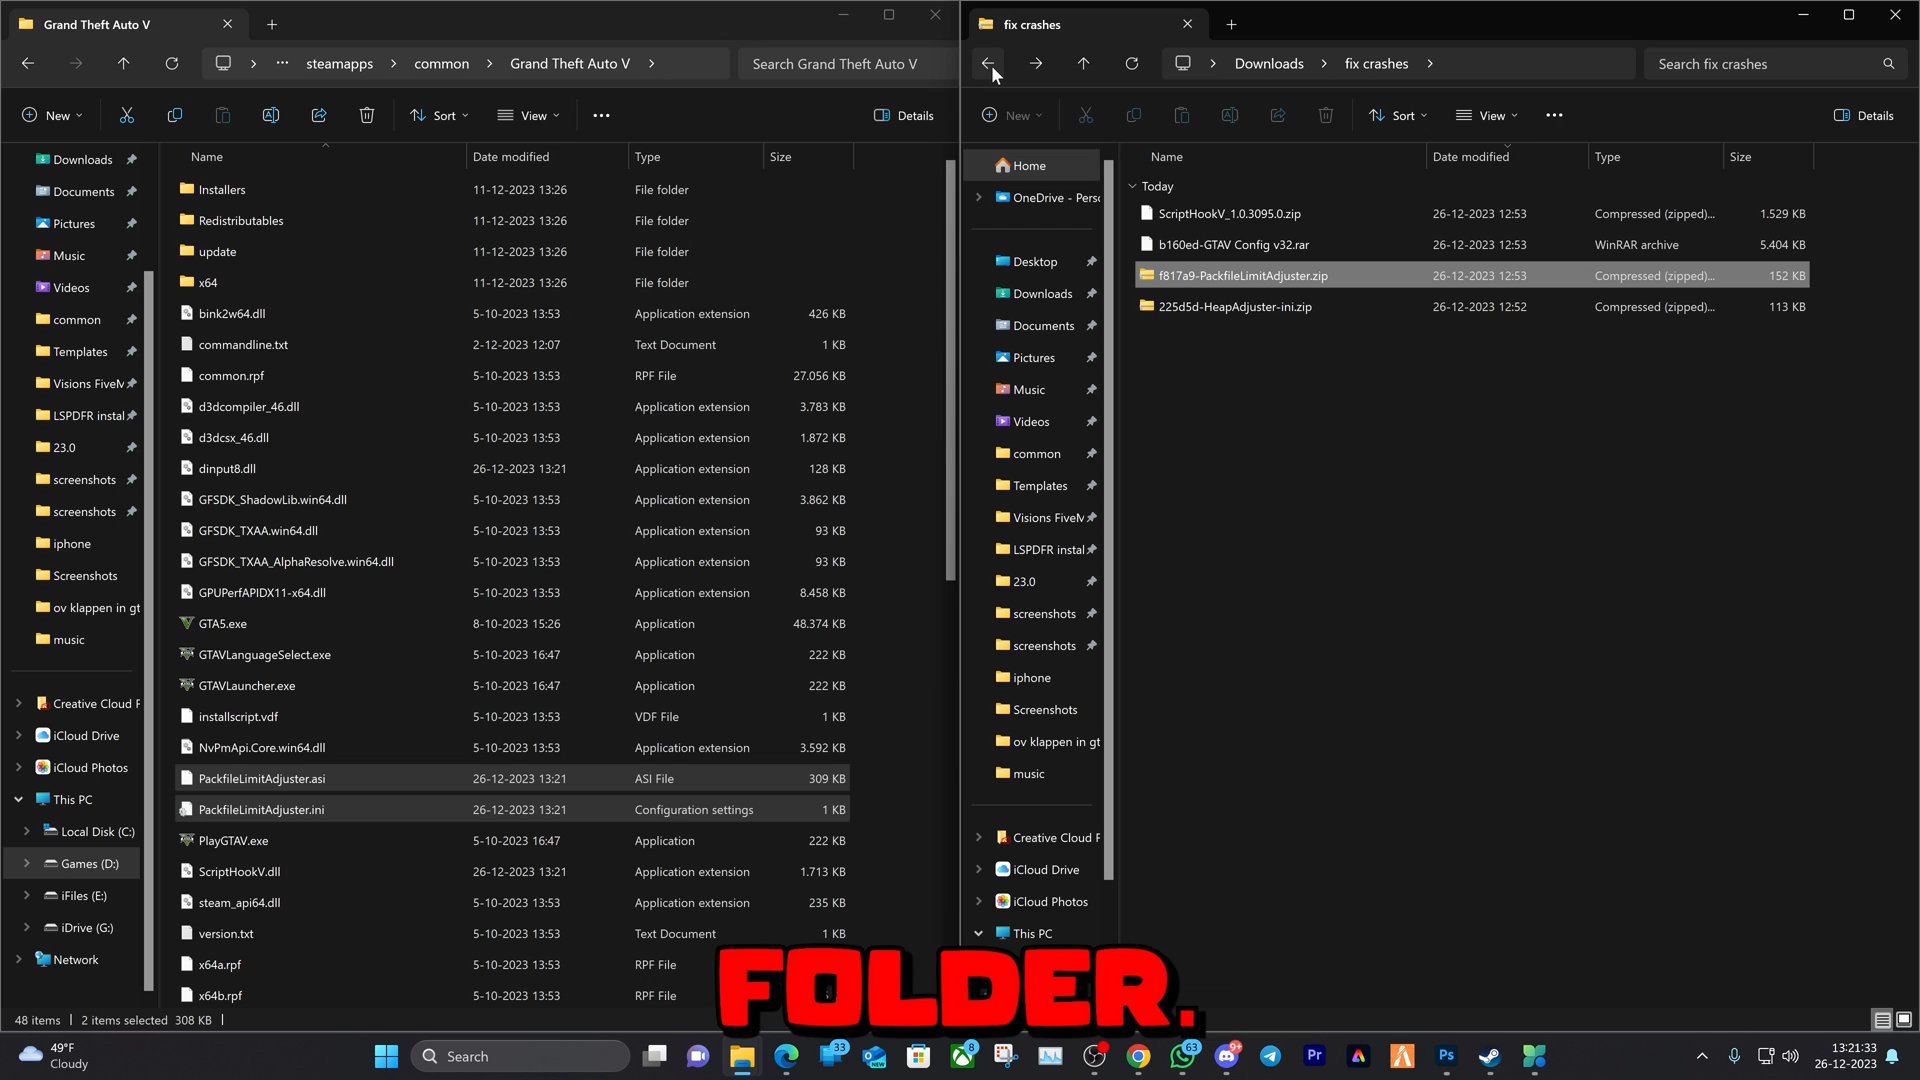 Grand Theft Auto V
steamapps > common > Grand Theft Auto V >
Search Grand Theft Auto V
New
Sort
View
Details
Downloads
Documents
Pictures
Music
Videos
common
Templates
Visions FiveM
LSPDFR instal
23.0
screenshots
screenshots
iphone
Screenshots
ov klappen in gt
music
Creative Cloud F
iCloud Drive
iCloud Photos
This PC
Local Disk (C:)
Games (D:)
iFiles (E:)
iDrive (G:)
Network
Name Date modified Type Size
Installers 11-12-2023 13:26 File folder
Redistributables 11-12-2023 13:26 File folder
update 11-12-2023 13:26 File folder
x64 11-12-2023 13:26 File folder
bink2w64.dll 5-10-2023 13:53 Application extension 426 KB
commandline.txt 2-12-2023 12:07 Text Document 1 KB
common.rpf 5-10-2023 13:53 RPF File 27.056 KB
d3dcompiler_46.dll 5-10-2023 13:53 Application extension 3.783 KB
d3dcsx_46.dll 5-10-2023 13:53 Application extension 1.872 KB
dinput8.dll 26-12-2023 13:21 Application extension 128 KB
GFSDK_ShadowLib.win64.dll 5-10-2023 13:53 Application extension 3.862 KB
GFSDK_TXAA.win64.dll 5-10-2023 13:53 Application extension 93 KB
GFSDK_TXAA_AlphaResolve.win64.dll 5-10-2023 13:53 Application extension 93 KB
GPUPerfAPIDX11-x64.dll 5-10-2023 13:53 Application extension 8.458 KB
GTA5.exe 8-10-2023 15:26 Application 48.374 KB
GTAVLanguageSelect.exe 5-10-2023 16:47 Application 222 KB
GTAVLauncher.exe 5-10-2023 16:47 Application 222 KB
installscript.vdf 5-10-2023 13:53 VDF File 1 KB
NvPmApi.Core.win64.dll 5-10-2023 13:53 Application extension 3.592 KB
PackfileLimitAdjuster.asi 26-12-2023 13:21 ASI File 309 KB
PackfileLimitAdjuster.ini 26-12-2023 13:21 Configuration settings 1 KB
PlayGTAV.exe 5-10-2023 16:47 Application 222 KB
ScriptHookV.dll 26-12-2023 13:21 Application extension 1.713 KB
steam_api64.dll 5-10-2023 13:53 Application extension 235 KB
version.txt 5-10-2023 13:53 Text Document 1 KB
x64a.rpf 5-10-2023 13:53 RPF File
x64b.rpf 5-10-2023 13:53 RPF File
48 items | 2 items selected 308 KB |
fix crashes
Downloads > fix crashes >
Search fix crashes
New
Sort
View
Details
Home
OneDrive - Perso
Desktop
Downloads
Documents
Pictures
Music
Videos
common
Templates
Visions FiveM
LSPDFR instal
23.0
screenshots
screenshots
iphone
Screenshots
ov klappen in gt
music
Creative Cloud F
iCloud Drive
iCloud Photos
This PC
Name Date modified Type Size
Today
ScriptHookV_1.0.3095.0.zip 26-12-2023 12:53 Compressed (zipped)... 1.529 KB
b160ed-GTAV Config v32.rar 26-12-2023 12:53 WinRAR archive 5.404 KB
f817a9-PackfileLimitAdjuster.zip 26-12-2023 12:53 Compressed (zipped)... 152 KB
225d5d-HeapAdjuster-ini.zip 26-12-2023 12:52 Compressed (zipped)... 113 KB
FOLDER.
49°F
Cloudy
Search
33
NEW
8
63
9+
Pr
Ps
13:21:33
26-12-2023